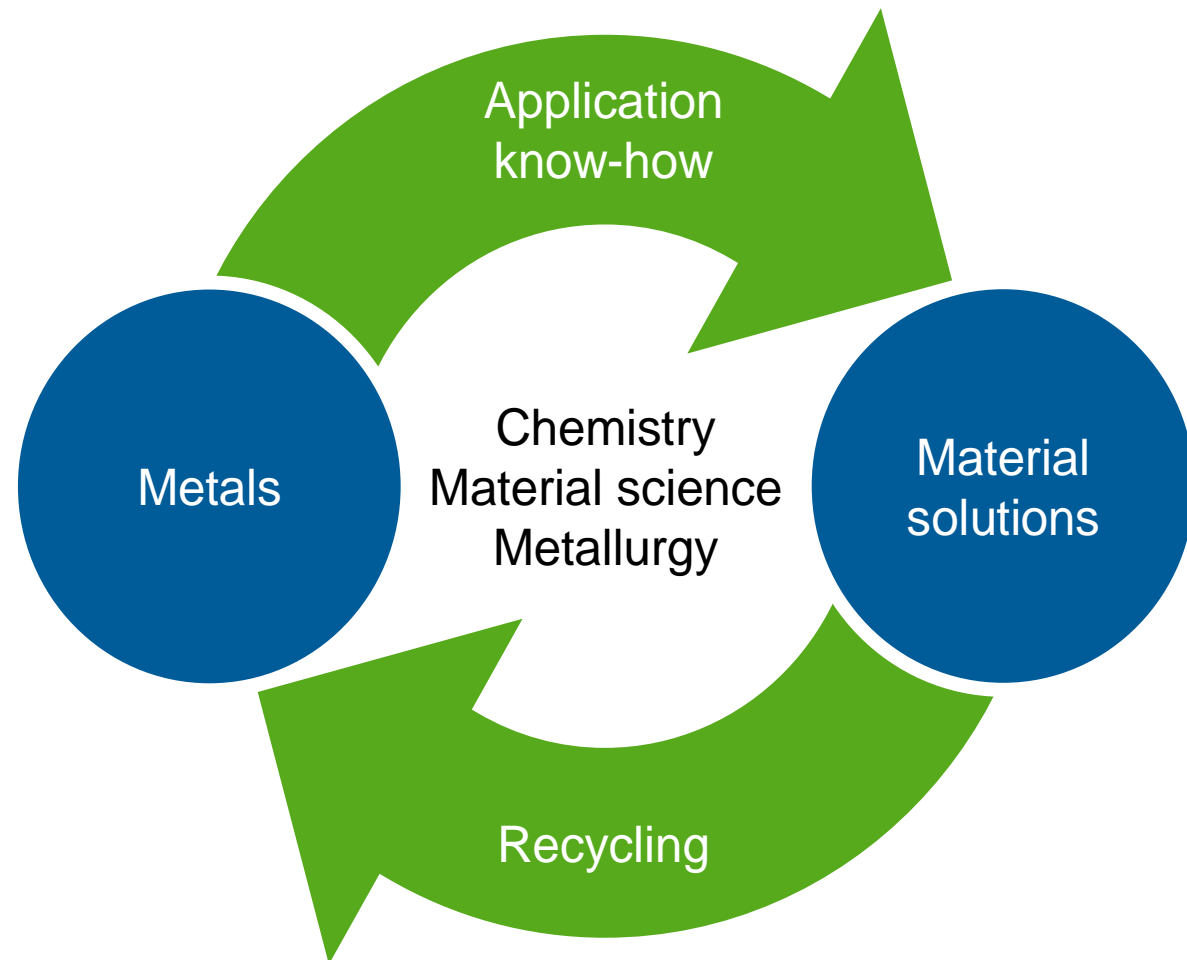 Application
know-how
Metals
Chemistry
Material science
Metallurgy
Material
solutions
Recycling